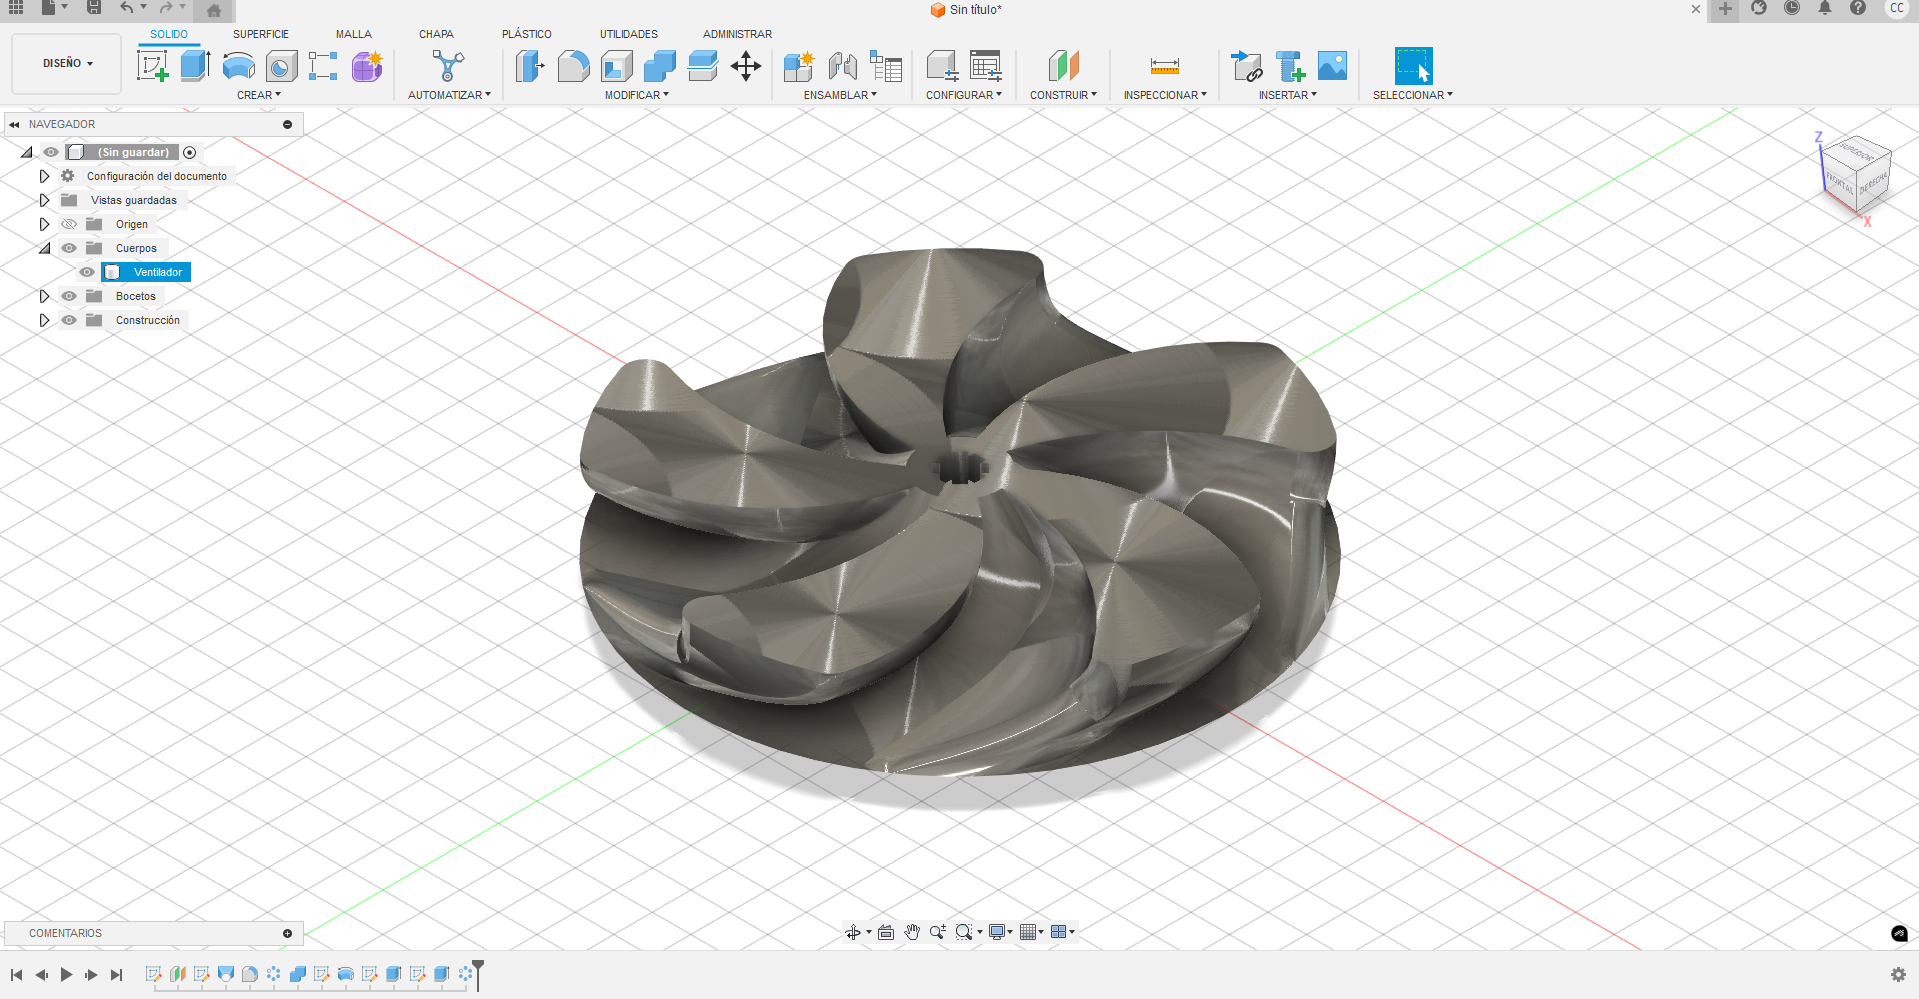 Sin título*
CC
DISEÑO
SOLIDO
SUPERFICIE
MALLA
CHAPA
PLÁSTICO
UTILIDADES
ADMINISTRAR
CREAR
AUTOMATIZAR
MODIFICAR
ENSAMBLAR
CONFIGURAR
CONSTRUIR
INSPECCIONAR
INSERTAR
SELECCIONAR
NAVEGADOR
(Sin guardar)
Configuración del documento
Vistas guardadas
Origen
Cuerpos
Ventilador
Bocetos
Construcción
Z
SUPERIOR
FRONTAL
DERECHA
X
COMENTARIOS